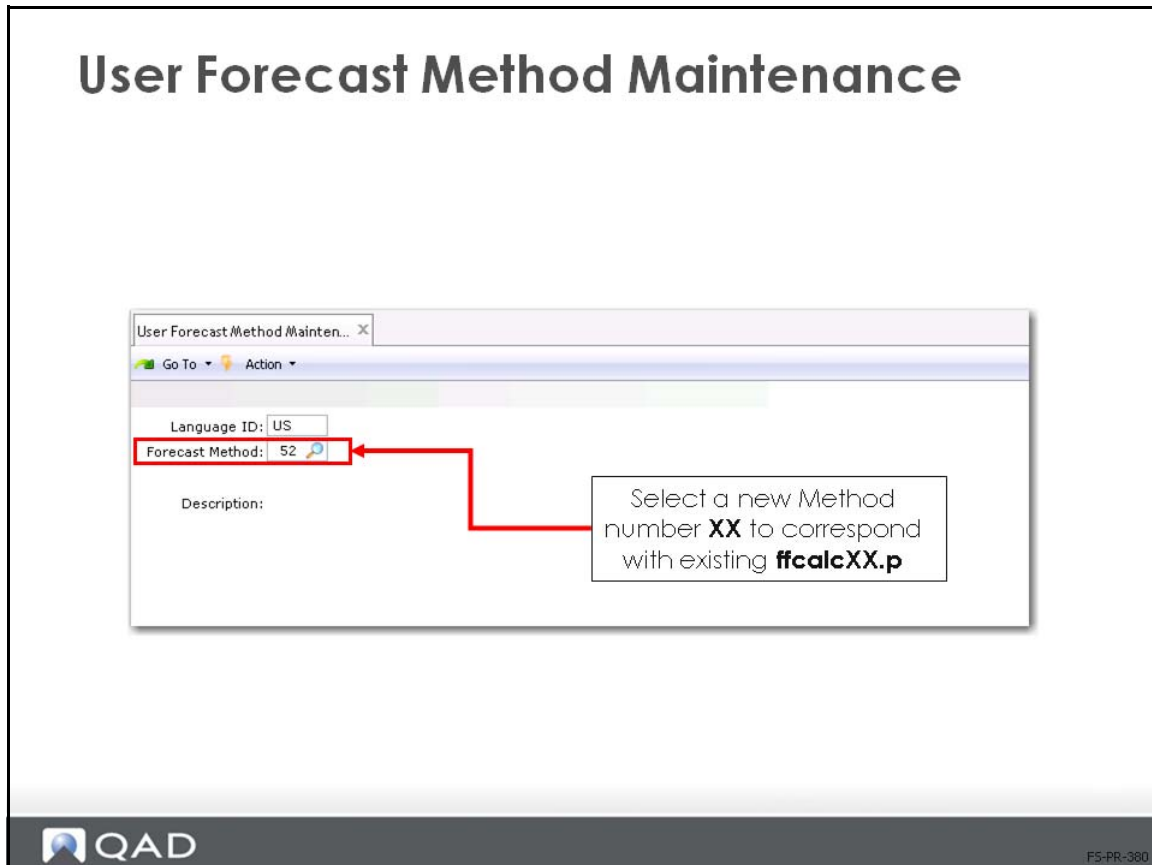 User Forecast Method Maintenance
User Forecast Method Mainten...
Go To Action
Language ID: US
Forecast Method: 52
Description:
Select a new Method
number XX to correspond
with existing ffcalcXX.p
QAD
FS-PR-380